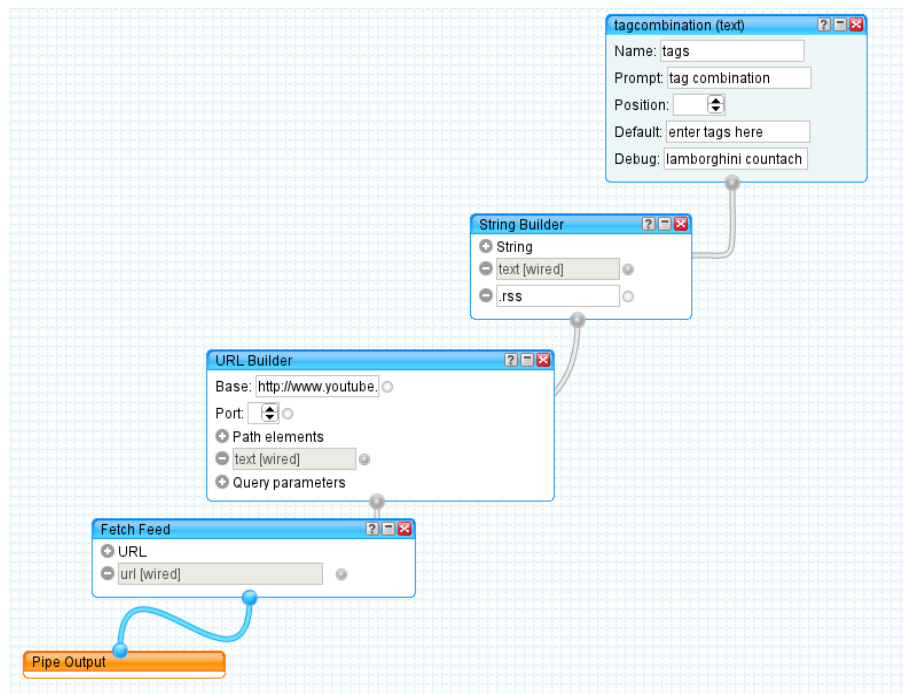 tagcombination (text)
Name: tags
Prompt: tag combination
Position:
Default: enter tags here
Debug: lamborghini countach
String Builder
String
text [wired]
.rss
URL Builder
Base: http://www.youtube.
Port:
Path elements
text [wired]
Query parameters
Fetch Feed
URL
url [wired]
Pipe Output